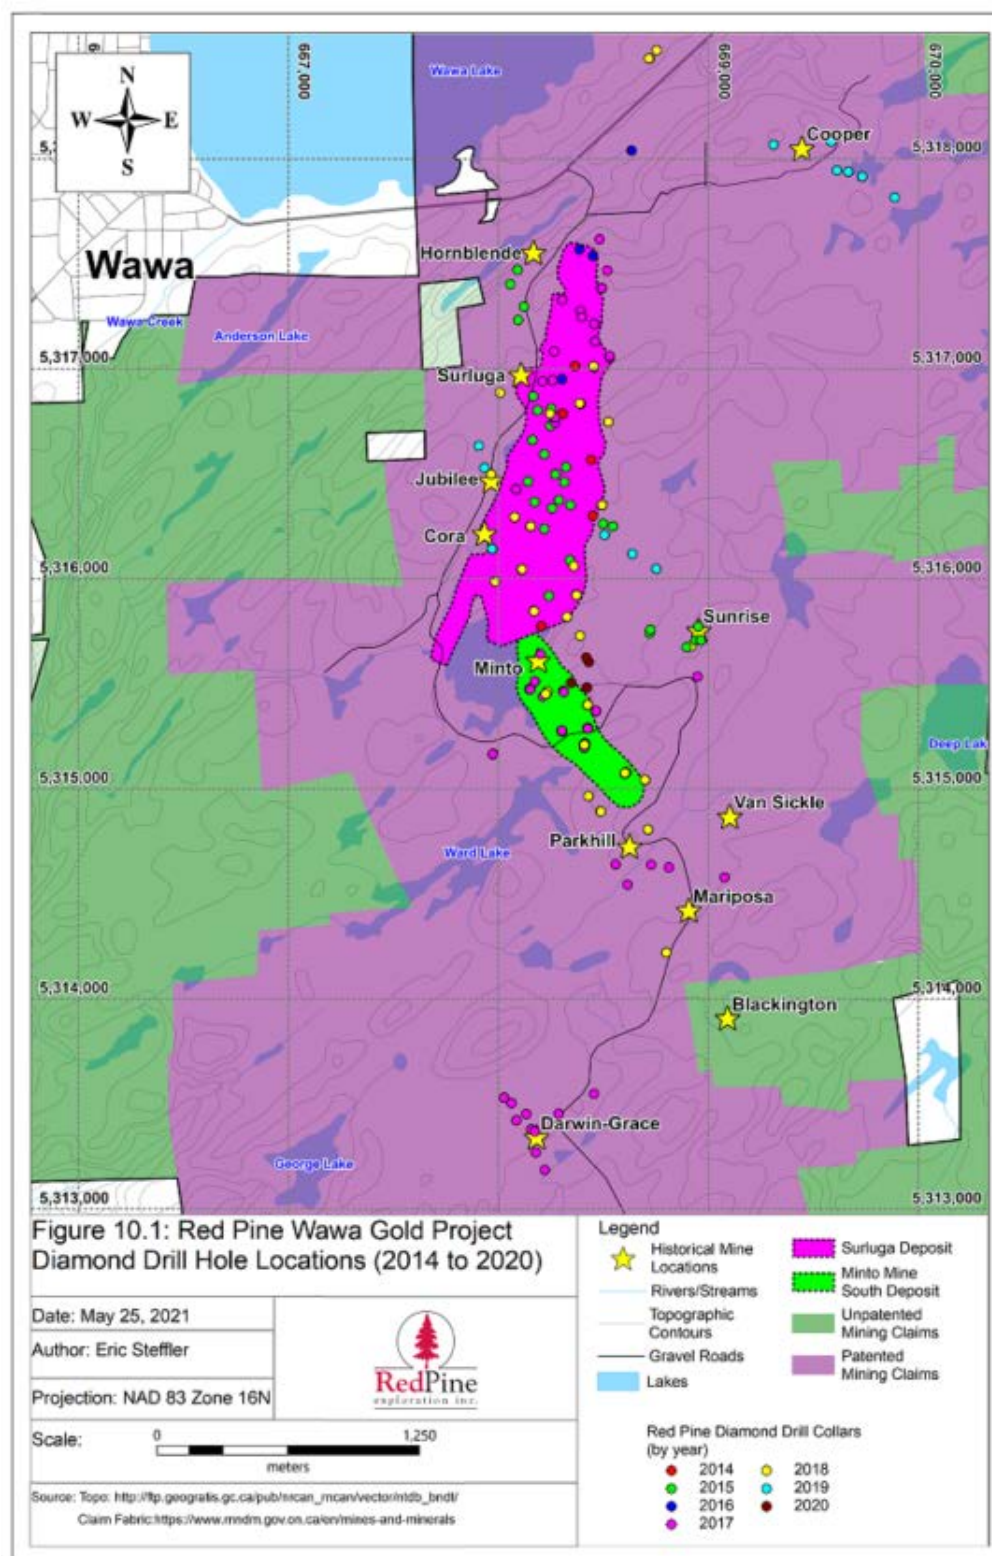 667,000
669,000
670,000
N
W E
S
Wawa Lake
Cooper
5,318,000
Hornblende
Wawa
Wawa Creek
Anderson Lake
5,317,000
5,317,000
Surluga
Jubilee
Cora
5,316,000
5,316,000
Sunrise
Minto
Deep Lak
5,315,000
5,315,000
Van Sickle
Parkhill
Ward Lake
Mariposa
5,314,000
5,314,000
Blackington
Darwin-Grace
George Lake
5,313,000
5,313,000
Figure 10.1: Red Pine Wawa Gold Project
Diamond Drill Hole Locations (2014 to 2020)
Date: May 25, 2021
Author: Eric Steffler
Projection: NAD 83 Zone 16N
RedPine
exploration inc.
Scale:
0 1,250
meters
Source: Topo: http://ftp.geogratis.gc.ca/pub/nrcan_rncan/vector/ntdb_bndt/
Claim Fabric:https://www.mndm.gov.on.ca/en/mines-and-minerals
Legend
Historical Mine
Locations
Rivers/Streams
Topographic
Contours
Gravel Roads
Lakes
Surluga Deposit
Minto Mine
South Deposit
Unpatented
Mining Claims
Patented
Mining Claims
Red Pine Diamond Drill Collars
(by year)
2014 2018
2015 2019
2016 2020
2017